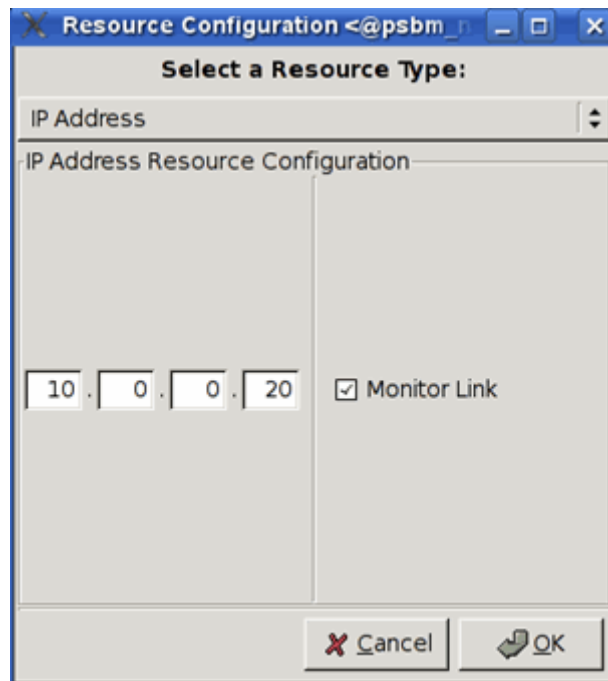 Resource Configuration <@psbm_n
Select a Resource Type:
IP Address
IP Address Resource Configuration
10 . 0 . 0 . 20
Monitor Link
Cancel
OK